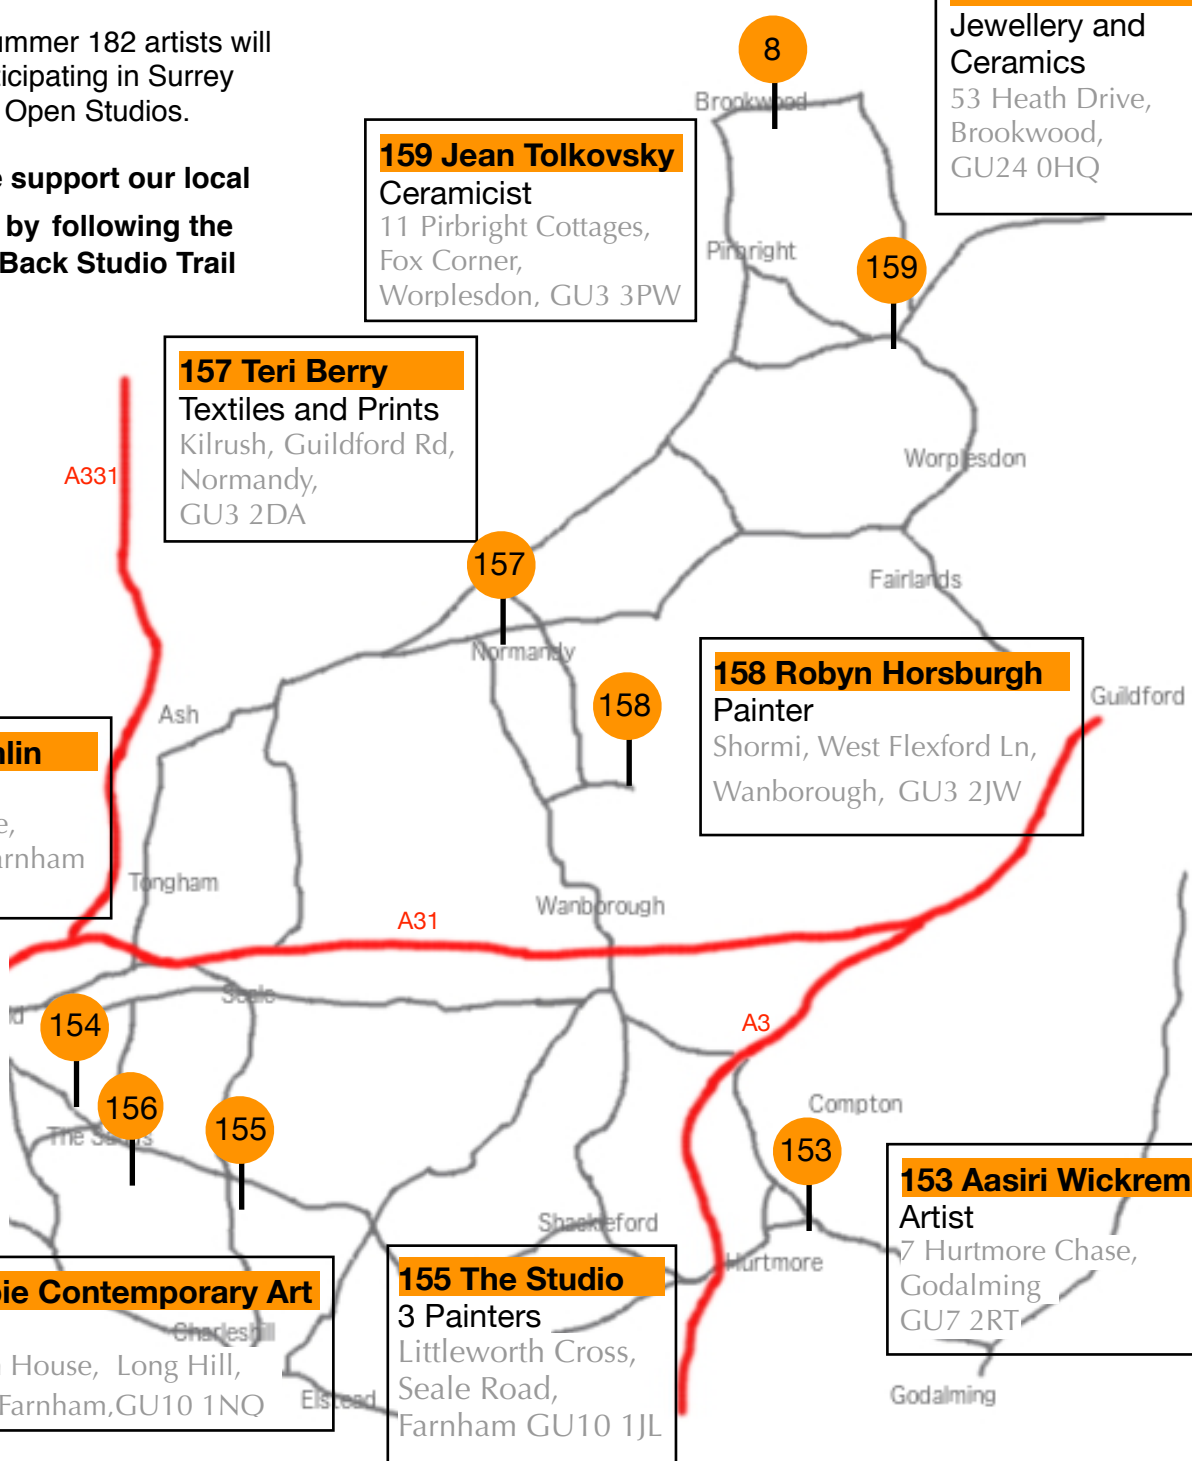 ummer 182 artists will
ticipating in Surrey
Open Studios.
support our local
by following the
Back Studio Trail
8
Jewellery and
Ceramics
53 Heath Drive,
Brookwood,
GU24 0HQ
Brookwood
159 Jean Tolkovsky
Ceramicist
11 Pirbright Cottages,
Fox Corner,
Worplesdon, GU3 3PW
Pirbright
159
157 Teri Berry
Textiles and Prints
Kilrush, Guildford Rd,
Normandy,
GU3 2DA
A331
Worplesdon
157
Fairlands
Normandy
158
158 Robyn Horsburgh
Painter
Shormi, West Flexford Ln,
Wanborough, GU3 2JW
Guildford
Ash
lin
e,
arnham
Tongham
Wanborough
A31
Seale
154
A3
156
155
The Sands
Compton
153
153 Aasiri Wickrem
Artist
7 Hurtmore Chase,
Godalming
GU7 2RT
Shackleford
Hurtmore
pie Contemporary Art
House, Long Hill,
Farnham, GU10 1NQ
Charleshill
155 The Studio
3 Painters
Littleworth Cross,
Seale Road,
Farnham GU10 1JL
Elstead
Godalming